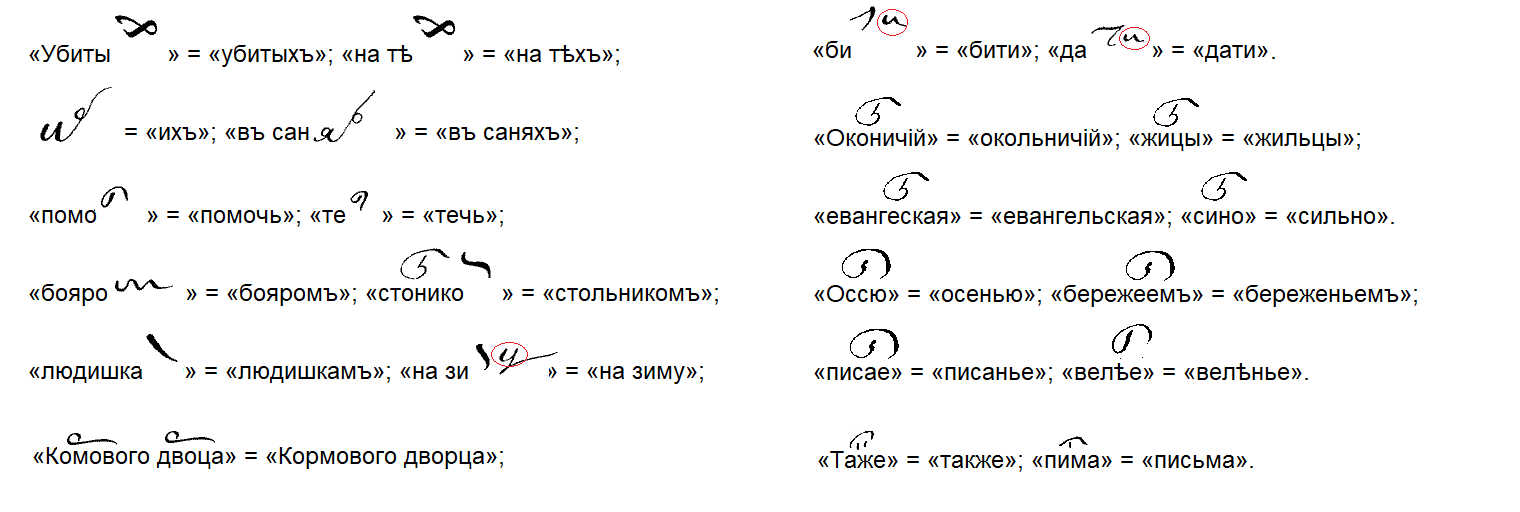 «Убиты » = «убитыхъ»; «на тѣ » = «на тѣхъ»;
= «ихъ»; «въ сан » = «въ саняхъ»;
«помо » = «помочь»; «те » = «течь»;
«бояро » = «бояромъ»; «стонико » = «стольникомъ»;
«людишка » = «людишкамъ»; «на зи у » = «на зиму»;
«Комового двоца» = «Кормового дворца»;
«би и » = «бити»; «да и » = «дати».
«Оконичій» = «окольничій»; «жицы» = «жильцы»;
«евангеская» = «евангельская»; «сино» = «сильно».
«Оссю» = «осенью»; «бережеемъ» = «береженьемъ»;
«писае» = «писанье»; «велѣе» = «велѣнье».
«Таже» = «также»; «пима» = «письма».